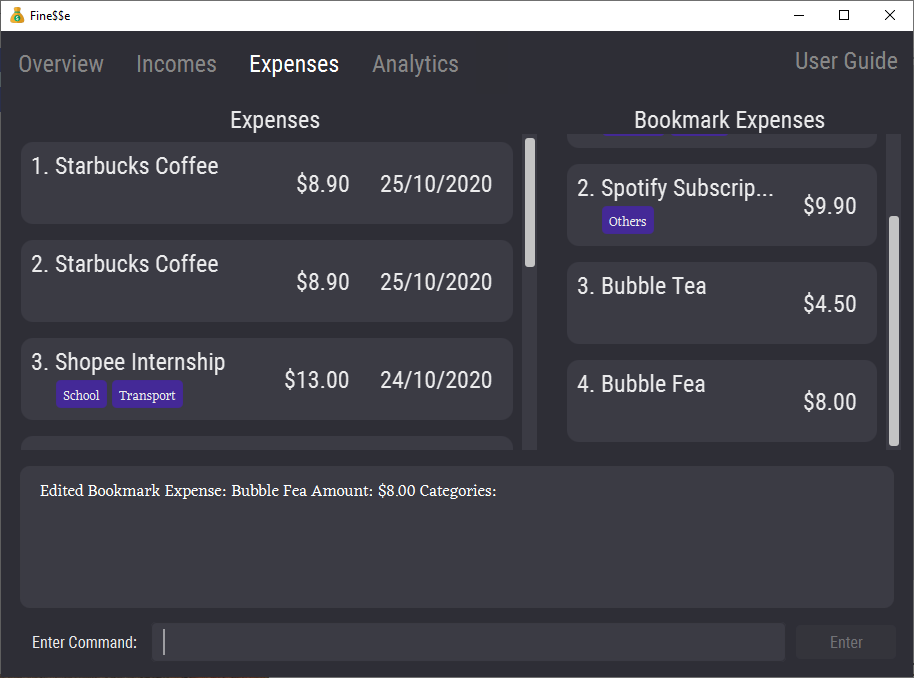 Fine$$e
Overview Incomes Expenses Analytics User Guide
Expenses
1. Starbucks Coffee
$8.90 25/10/2020
2. Starbucks Coffee
$8.90 25/10/2020
3. Shopee Internship
$13.00 24/10/2020
School Transport
Bookmark Expenses
2. Spotify Subscrip...
$9.90
Others
3. Bubble Tea
$4.50
4. Bubble Fea
$8.00
Edited Bookmark Expense: Bubble Fea Amount: $8.00 Categories:
Enter Command:
Enter